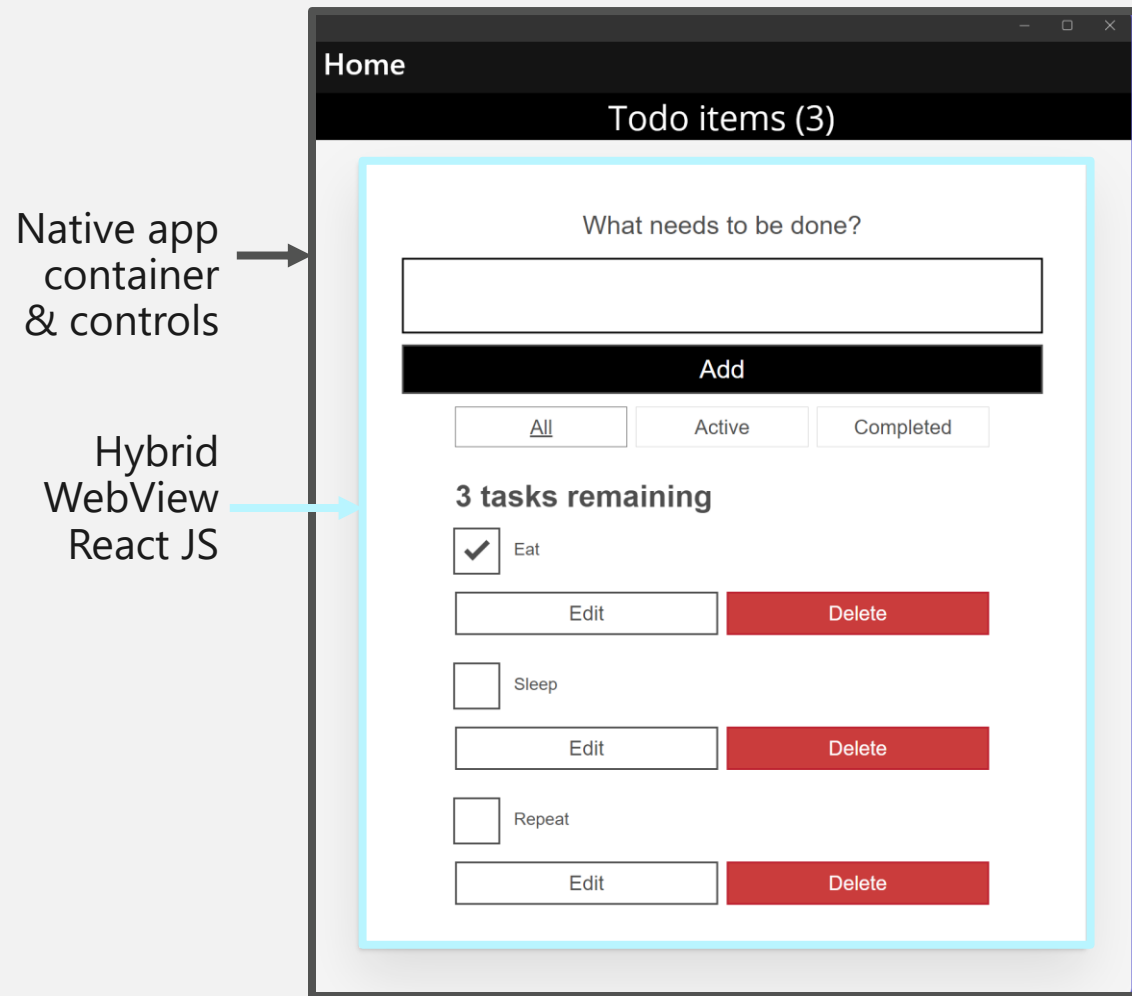 Home
Todo items (3)
Native app
container
& controls
Hybrid
WebView
React JS
What needs to be done?
Add
All
Active
Completed
3 tasks remaining
Eat
Edit
Delete
Sleep
Edit
Delete
Repeat
Edit
Delete